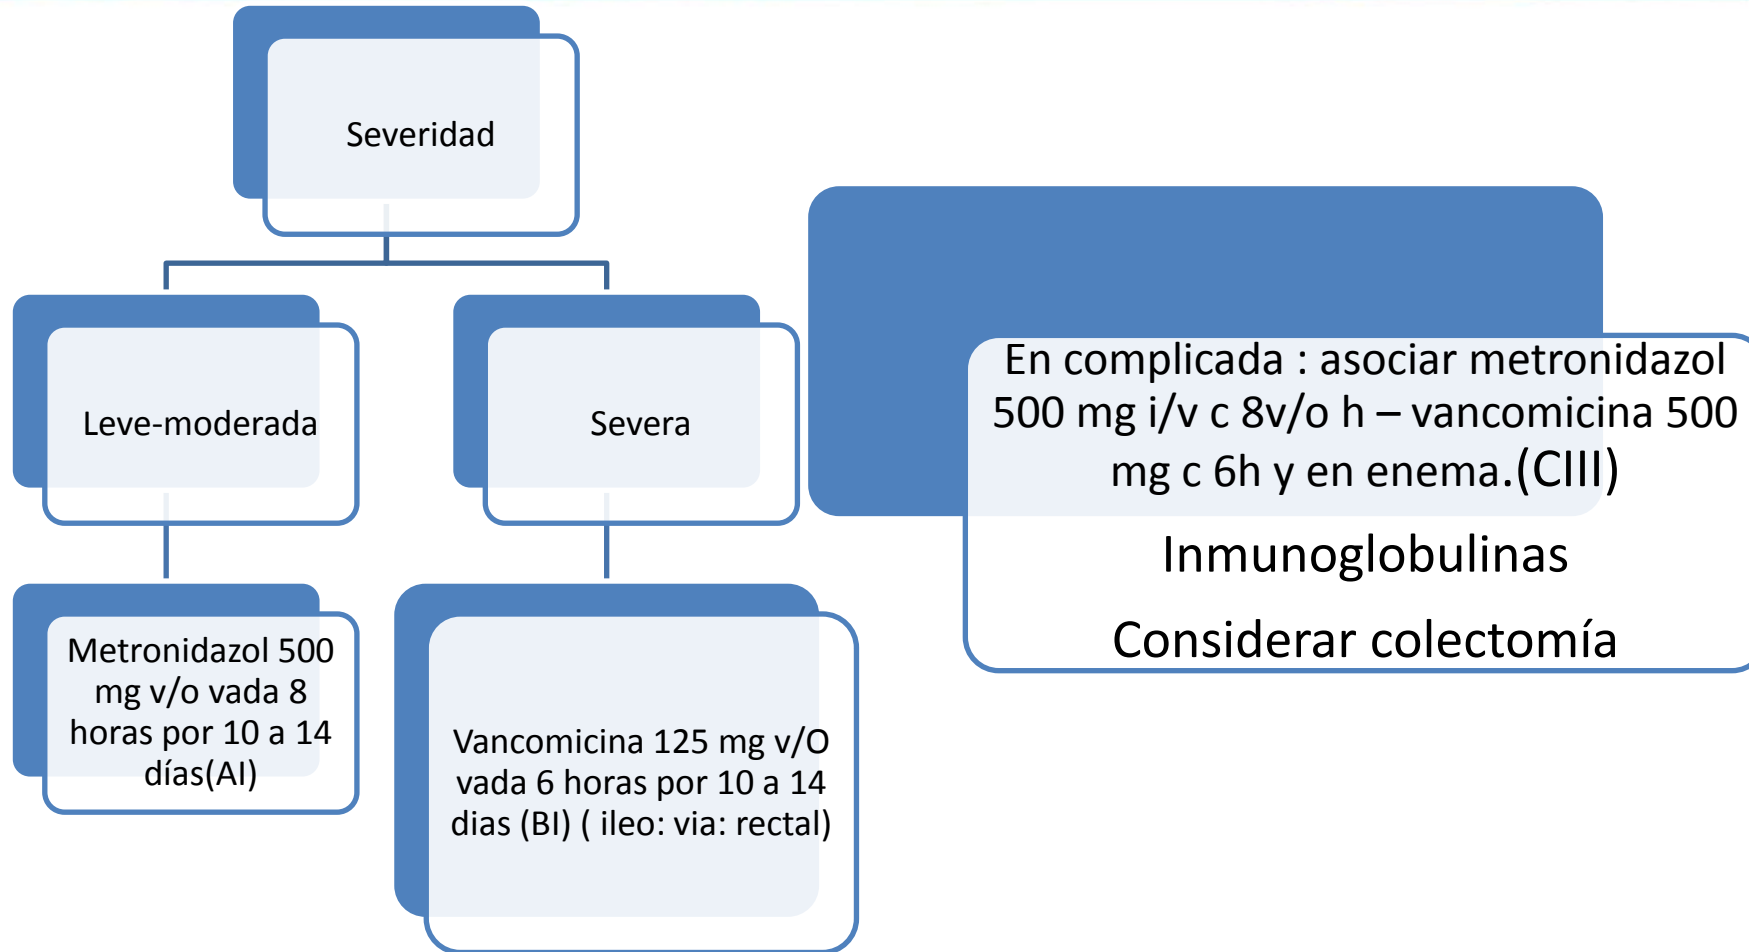 Severidad
Leve-moderada
Severa
Metronidazol 500
mg v/o vada 8
horas por 10 a 14
días(AI)
Vancomicina 125 mg v/O
vada 6 horas por 10 a 14
dias (BI) ( ileo: via: rectal)
En complicada : asociar metronidazol
500 mg i/v c 8v/o h – vancomicina 500
mg c 6h y en enema.(CIII)
Inmunoglobulinas
Considerar colectomía